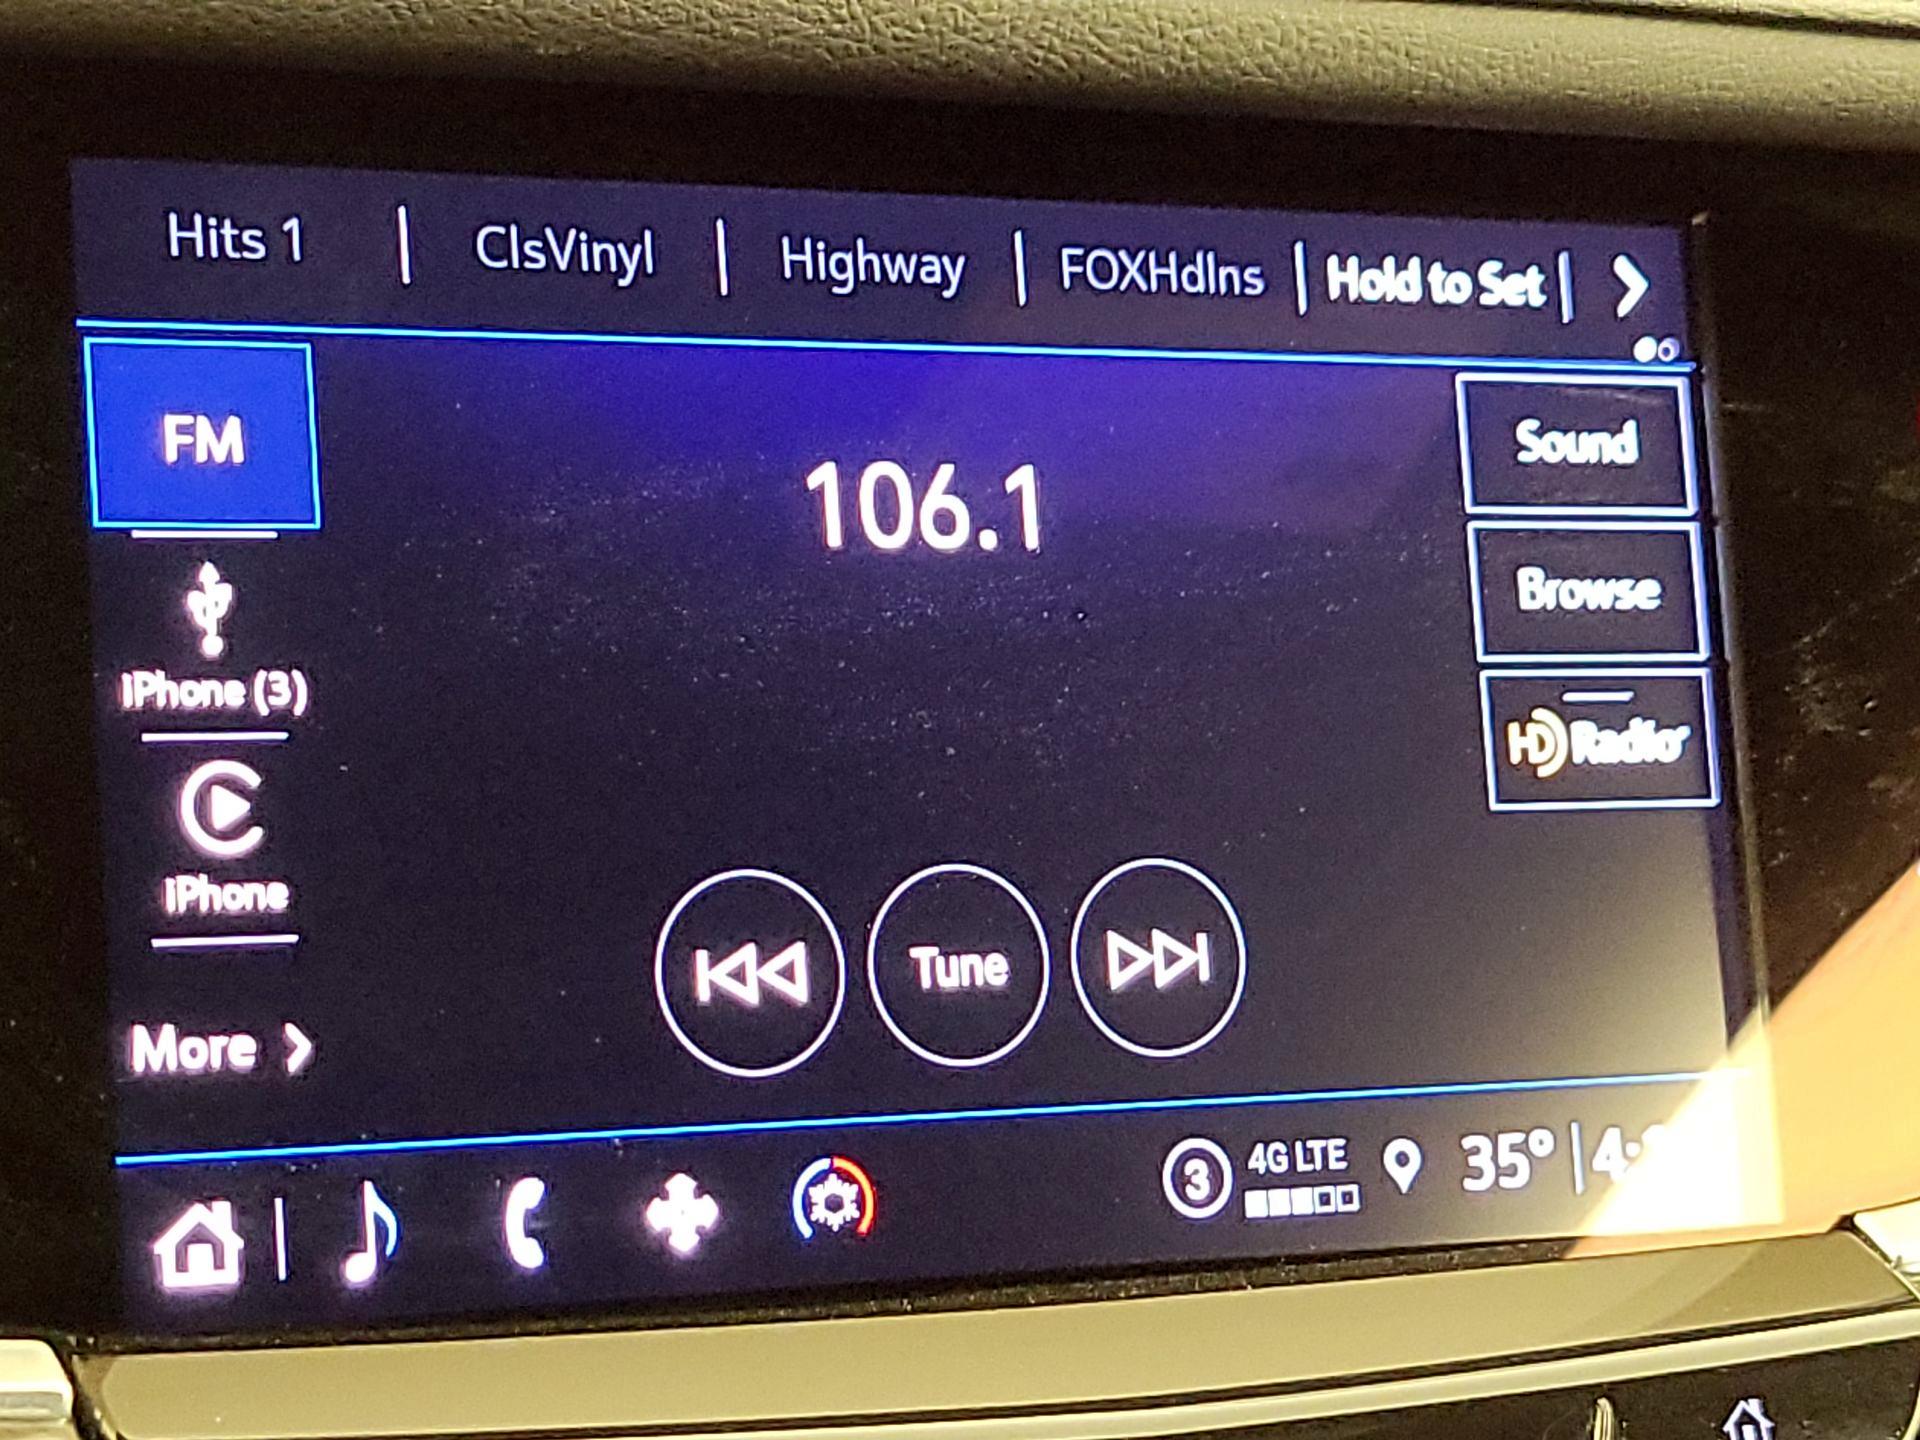 Hits 1 | ClsVinyl | Highway | FOXHdlns | Hold to Set |
FM
106.1
Sound
Browse
iPhone (3)
HD Radio
iPhone
Tune
More
3 4G LTE 35° | 4: